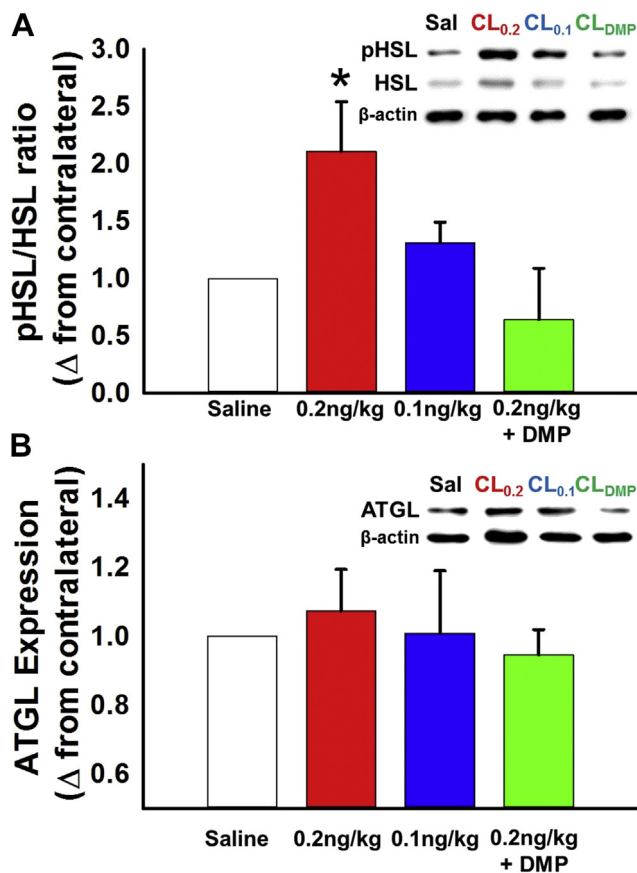 A
pHSL/HSL ratio
(Δ from contralateral)
3.0
2.5
2.0
1.5
1.0
0.5
0.0
*
Sal CL0.2 CL0.1 CLDMP
pHSL
HSL
β-actin
Saline 0.2ng/kg 0.1ng/kg 0.2ng/kg
+ DMP
B
ATGL Expression
(Δ from contralateral)
1.4
1.2
1.0
0.8
0.6
Sal CL0.2 CL0.1 CLDMP
ATGL
β-actin
Saline 0.2ng/kg 0.1ng/kg 0.2ng/kg
+ DMP